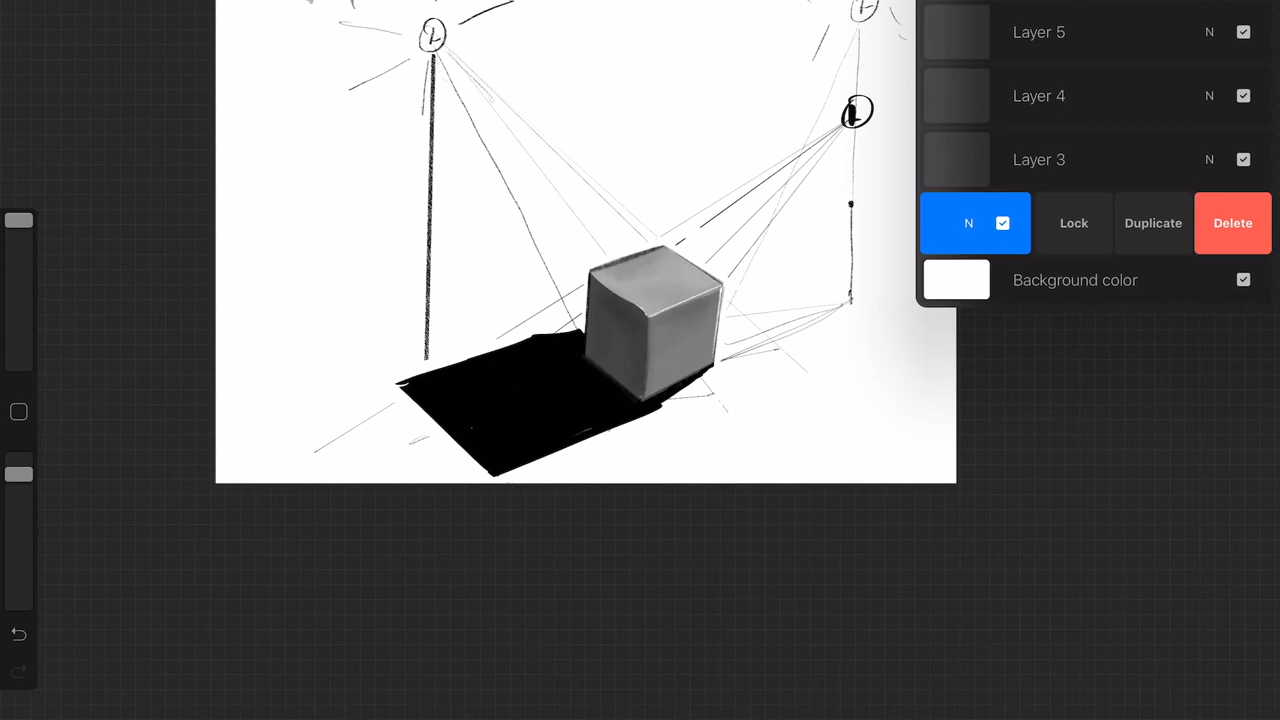 Layer 5 N
Layer 4 N
Layer 3 N
N Lock Duplicate Delete
Background color
L